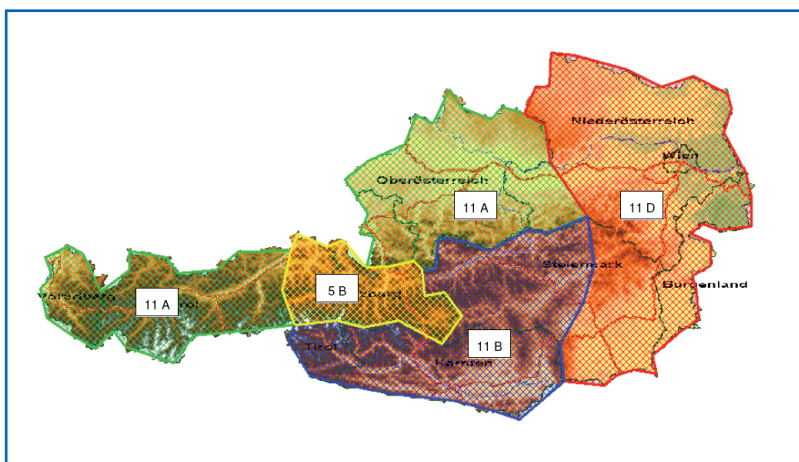 Niederösterreich
Wien
Oberösterreich
11 A
11 D
Steiermark
Burgenland
5 B
11 A
11 B
Tirol
Kärnten